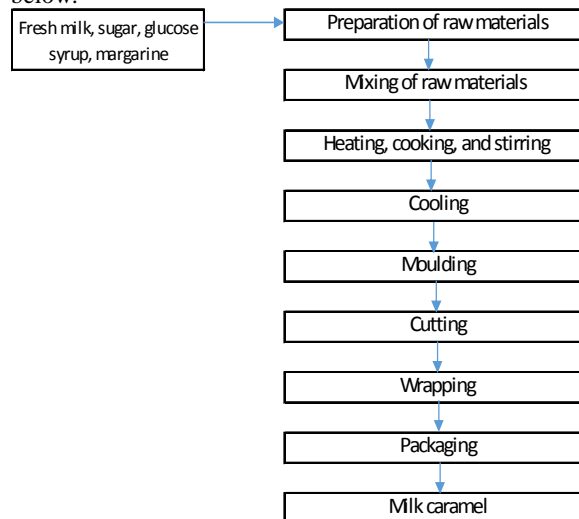 below.
Fresh milk, sugar, glucose
syrup, margarine
Preparation of raw materials
Mixing of raw materials
Heating, cooking, and stirring
Cooling
Moulding
Cutting
Wrapping
Packaging
Milk caramel